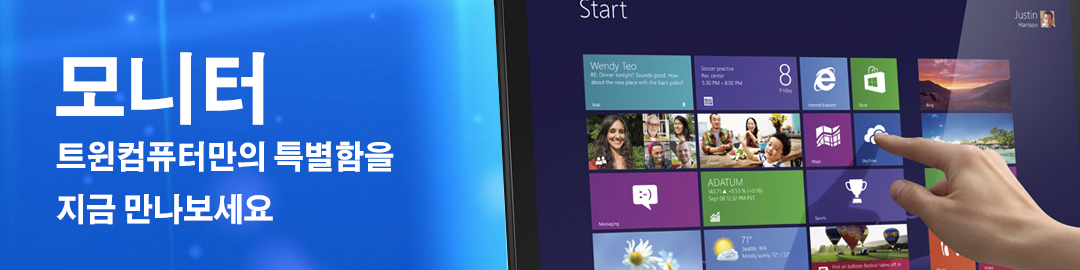 모니터
트윈컴퓨터만의 특별함을
지금 만나보세요
Start
Justin
Harrison
Wendy Teo
RE: Dinner tonight? Sounds good. How
about the new place with the back patio?
Mail
8
Soccer practice
Rec center
5:30 PM – 8:00 PM
8
Friday
Internet Explorer
Store
Bing
Maps
SkyDrive
Messaging
ADATUM
143.71 ▲ +0.53 % (+0.76)
Sept 08 12:32 PM PST
Sports
71°
Seattle, WA
Mostly sunny 72° / 53°
Hot air balloon festival takes off in